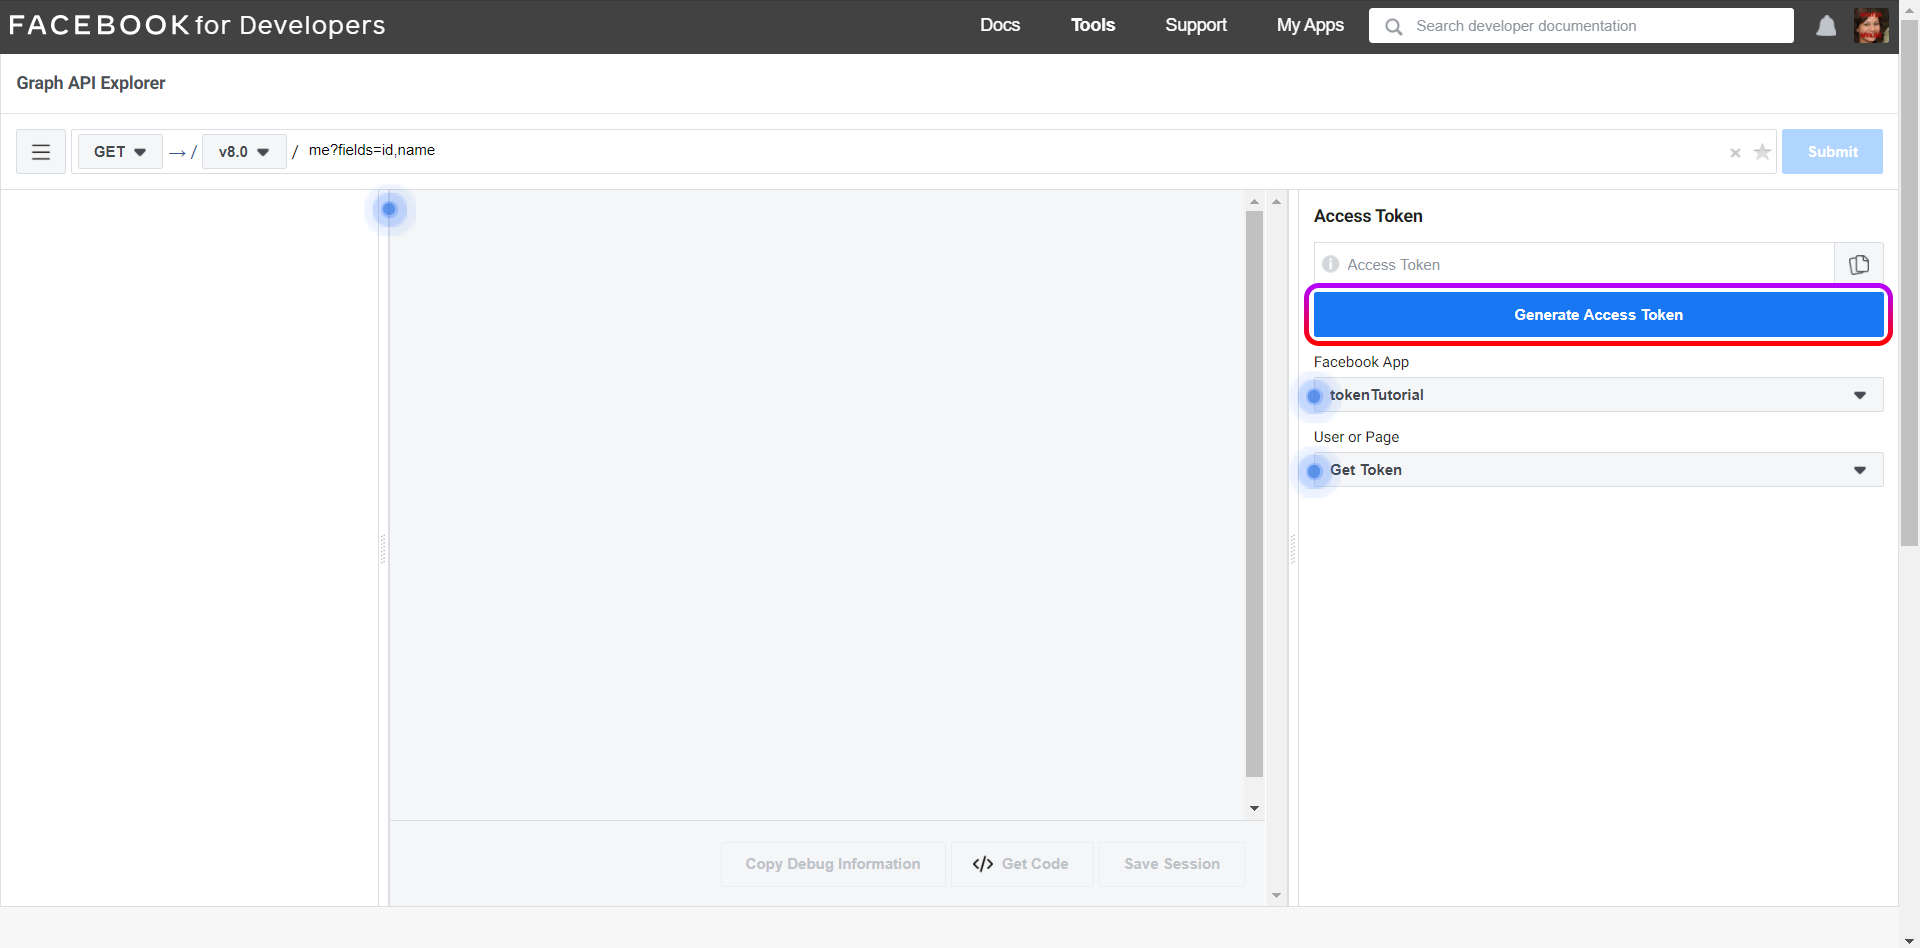 FACEBOOK for Developers
Docs
Tools
Support
My Apps
Search developer documentation
Graph API Explorer
GET
→ /
v8.0
/ me?fields=id,name
Submit
Access Token
Access Token
Generate Access Token
Facebook App
tokenTutorial
User or Page
Get Token
Copy Debug Information
</> Get Code
Save Session